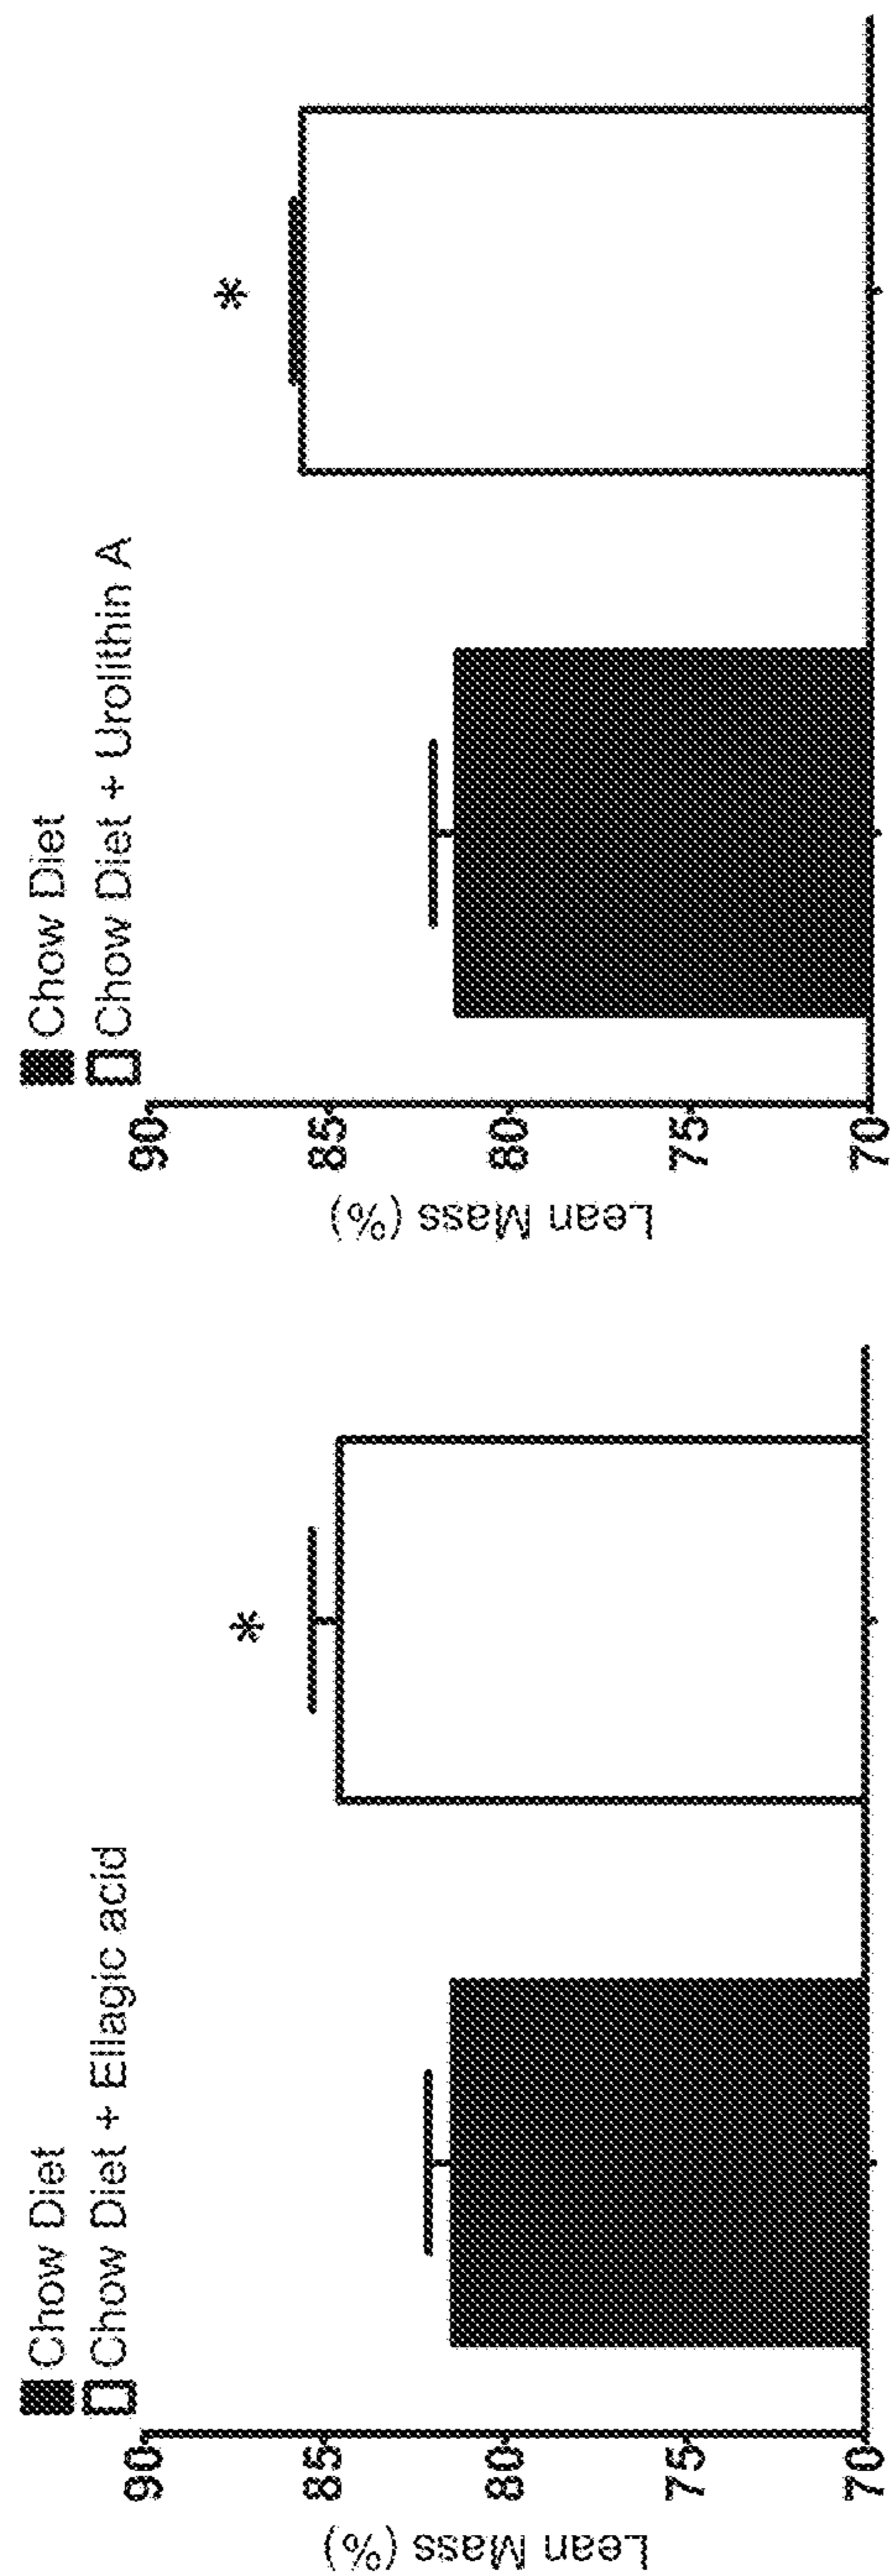 Chow Diet
Chow Diet + Ellagic acid
*
90
85
80
75
70
Lean Mass (%)
Chow Diet
Chow Diet + Urolithin A
*
90
85
80
75
70
Lean Mass (%)